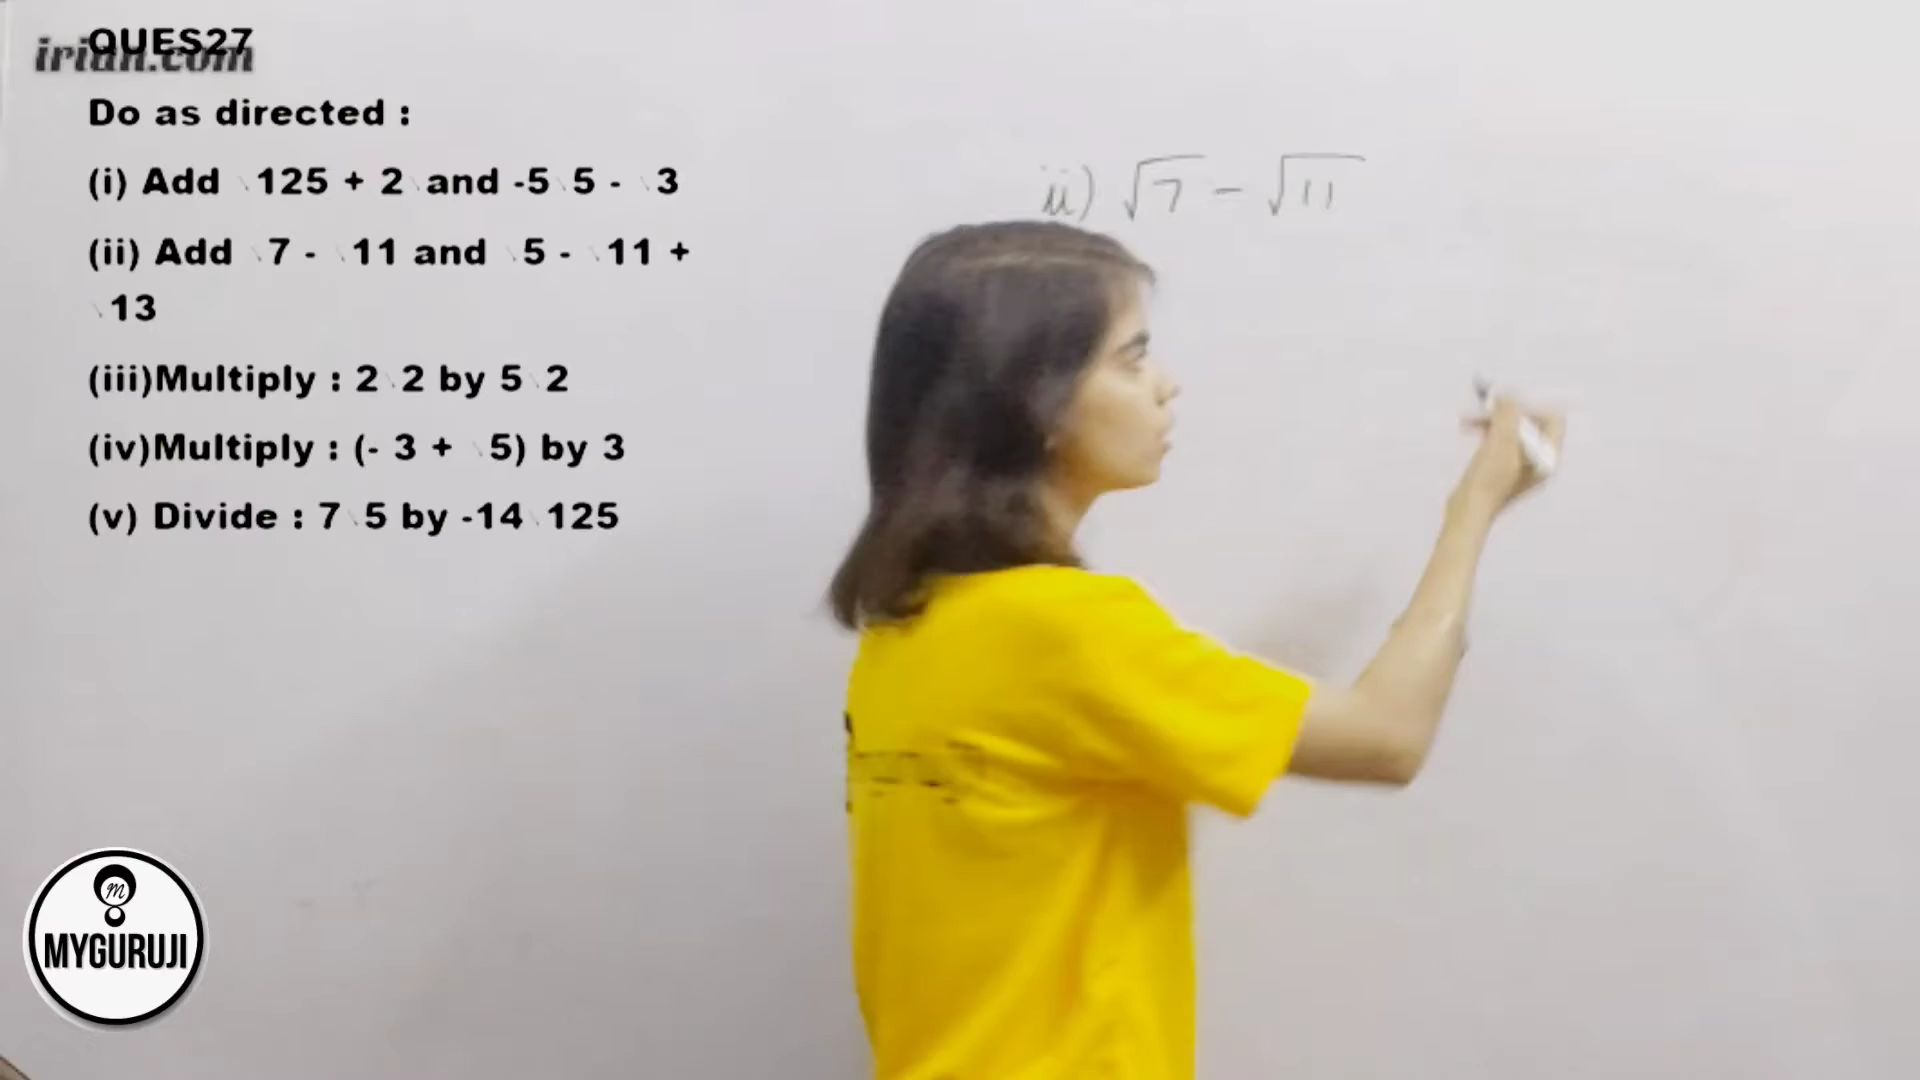 QUES27
irian.com
Do as directed :
(i) Add √125 + 2√ and -5√5 - √3
(ii) Add √7 - √11 and √5 - √11 +
√13
(iii)Multiply : 2√2 by 5√2
(iv)Multiply : (- 3 + √5) by 3
(v) Divide : 7√5 by -14√125
ii) √7 - √11
M
MYGURUJI